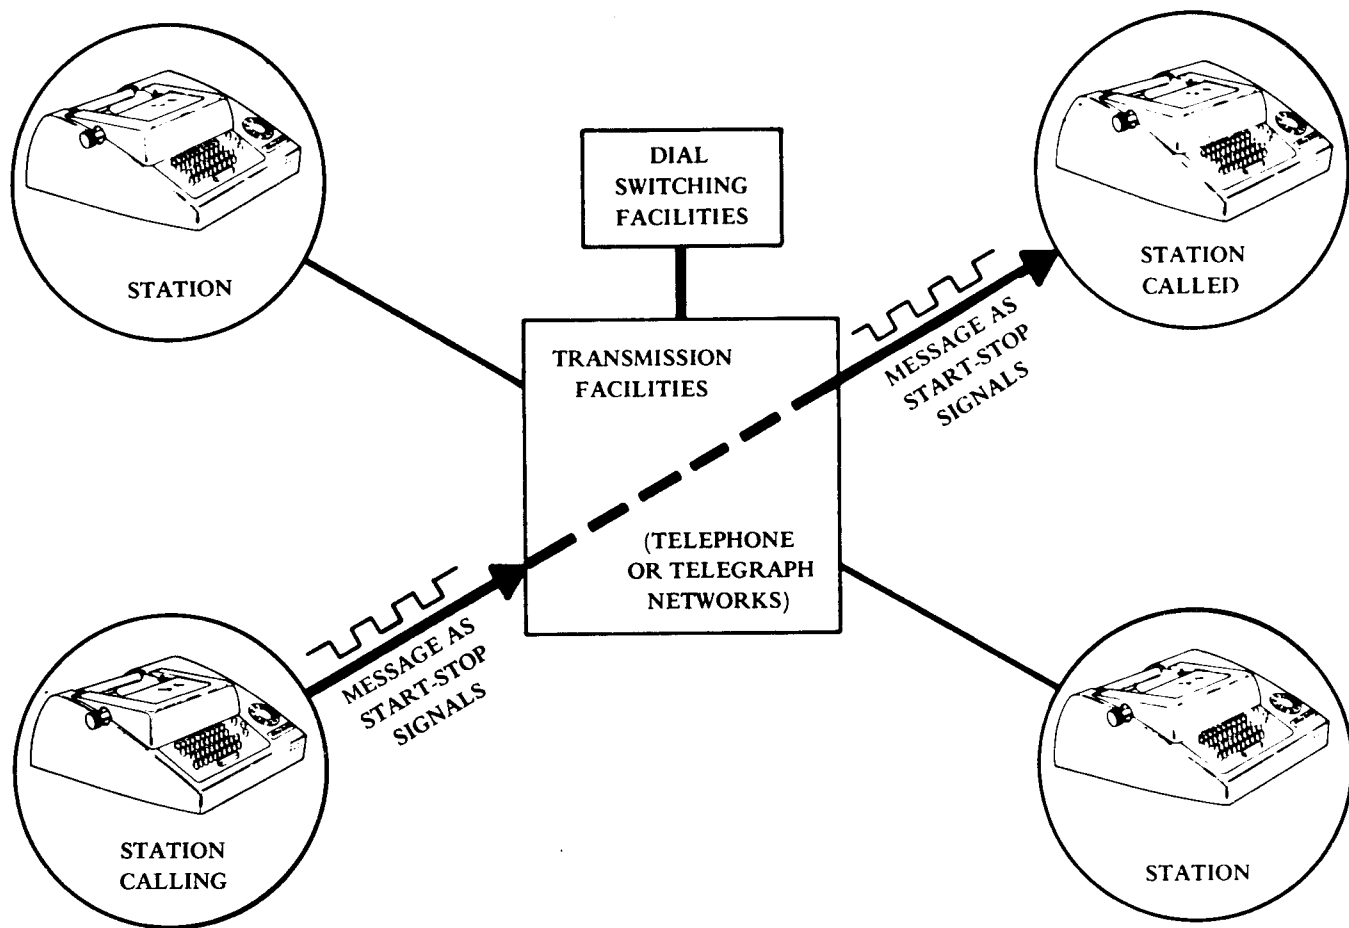 DIAL
SWITCHING
FACILITIES
STATION
STATION
CALLED
TRANSMISSION
FACILITIES
MESSAGE AS
START-STOP
SIGNALS
(TELEPHONE
OR TELEGRAPH
NETWORKS)
MESSAGE AS
START-STOP
SIGNALS
STATION
CALLING
STATION